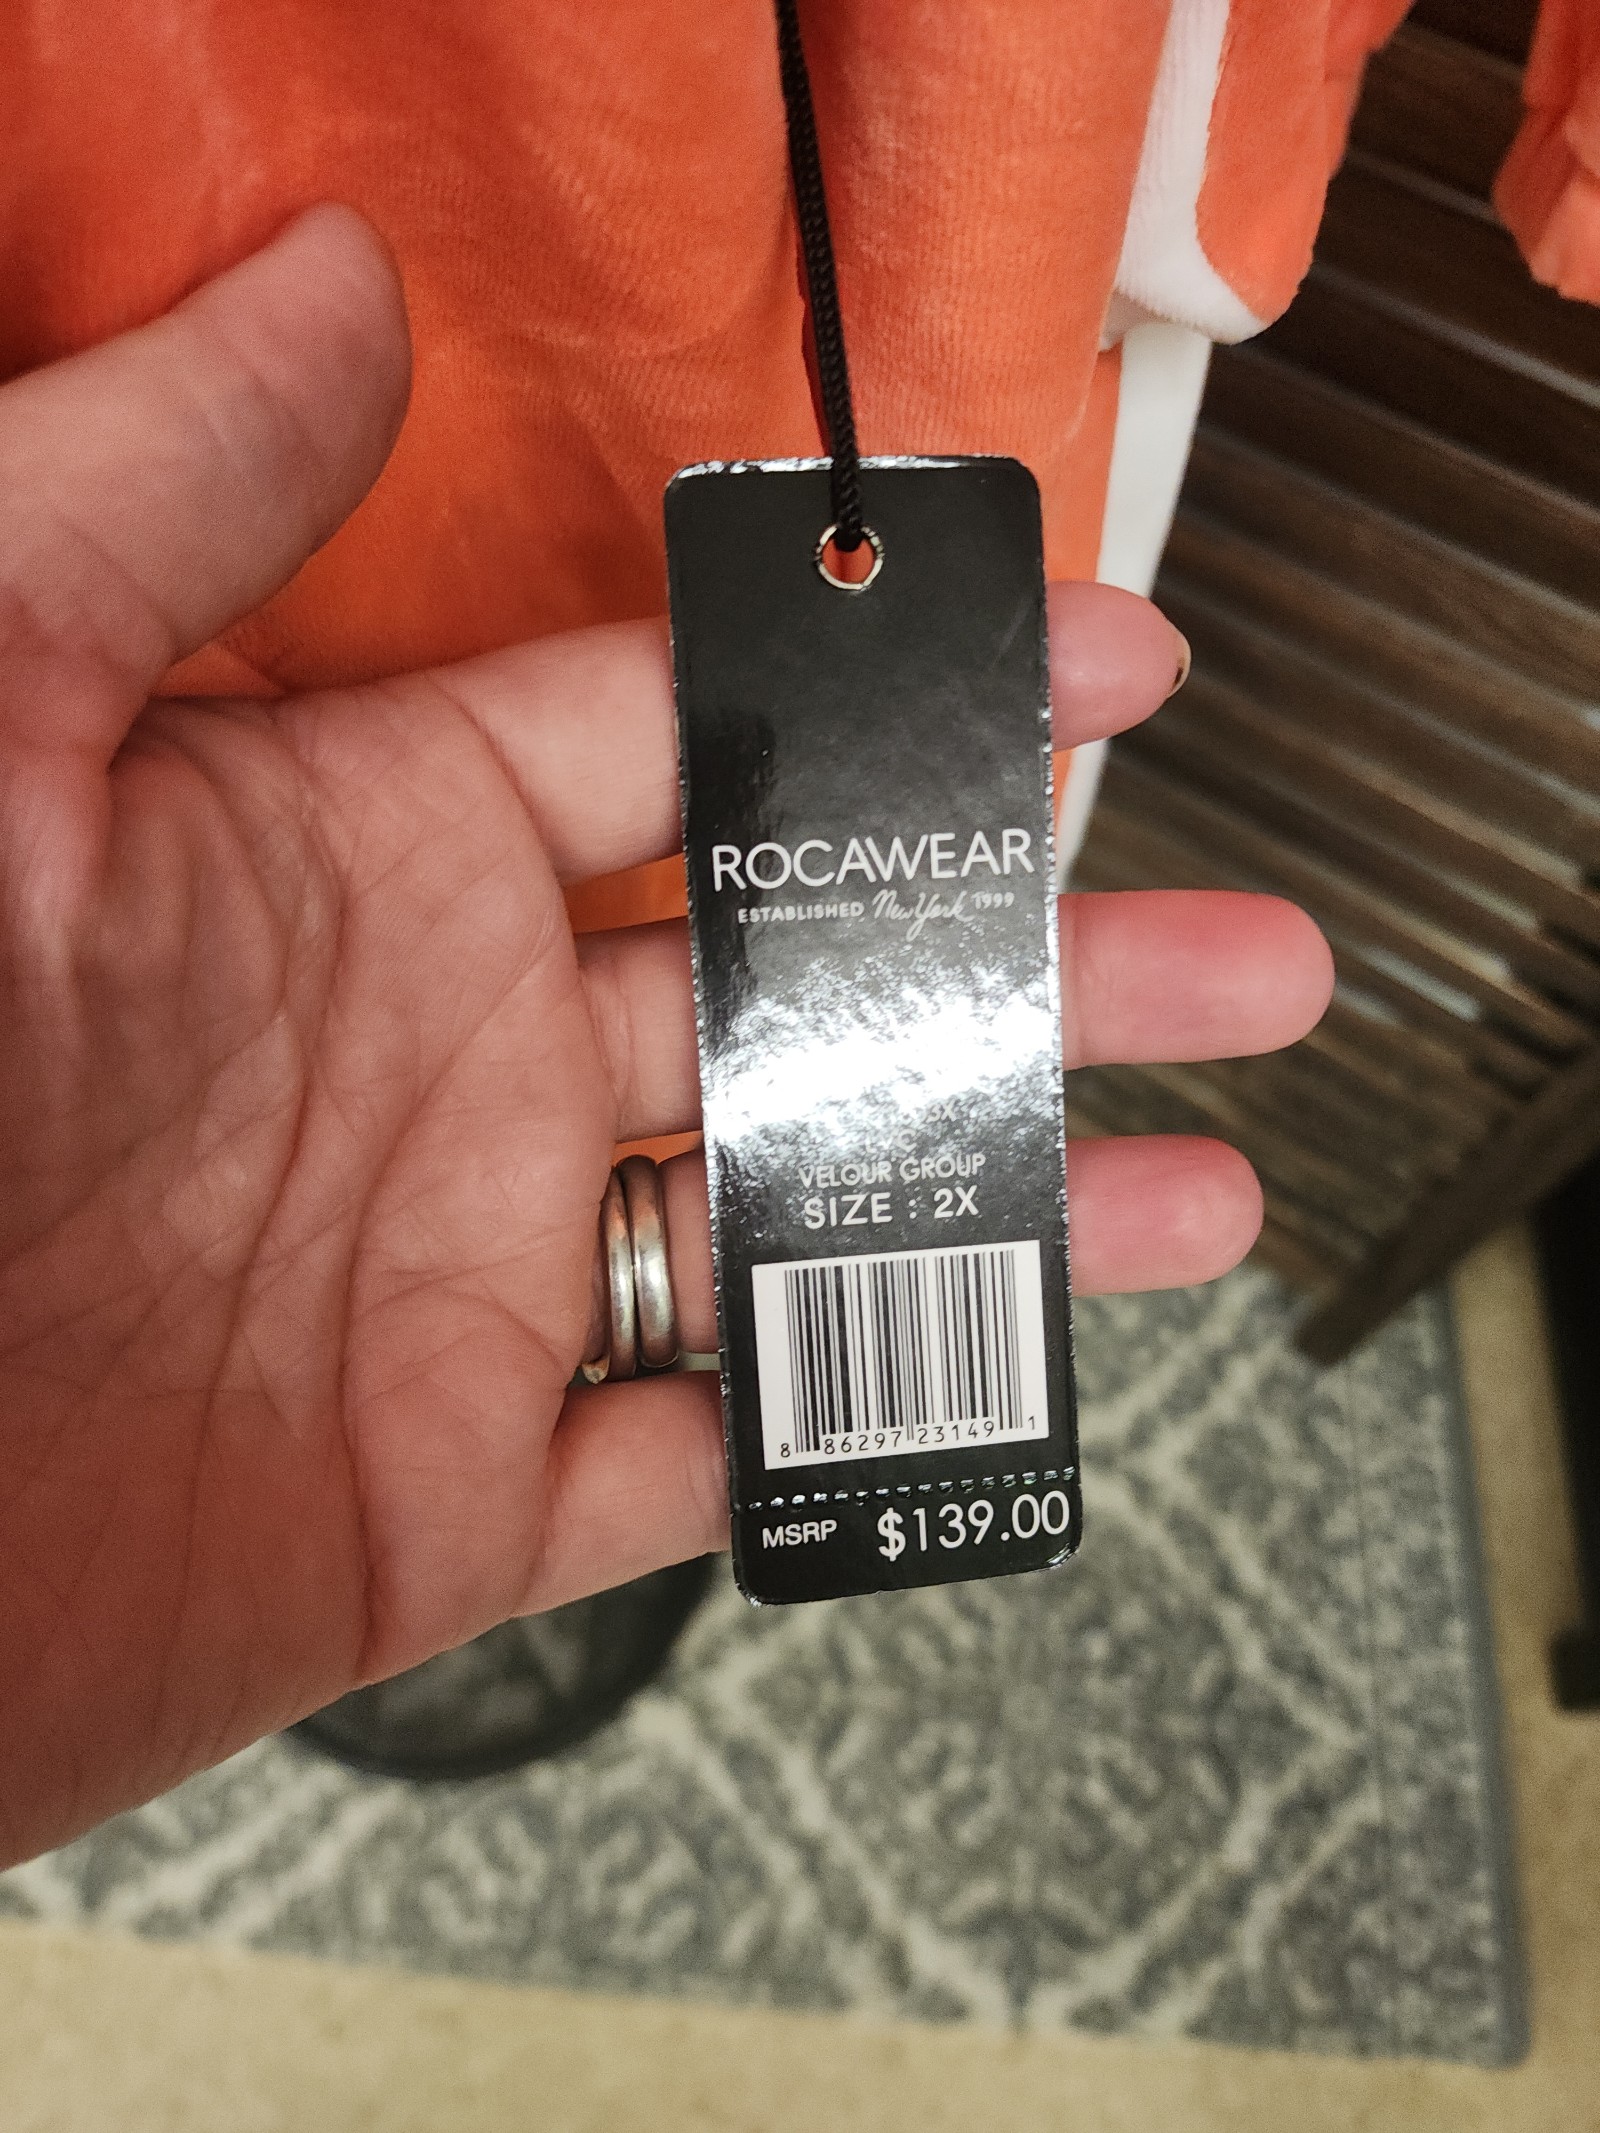 ROCAWEAR
ESTABLISHED New York 1999
VELOUR GROUP
SIZE : 2X
8 86297 23149 1
MSRP $139.00